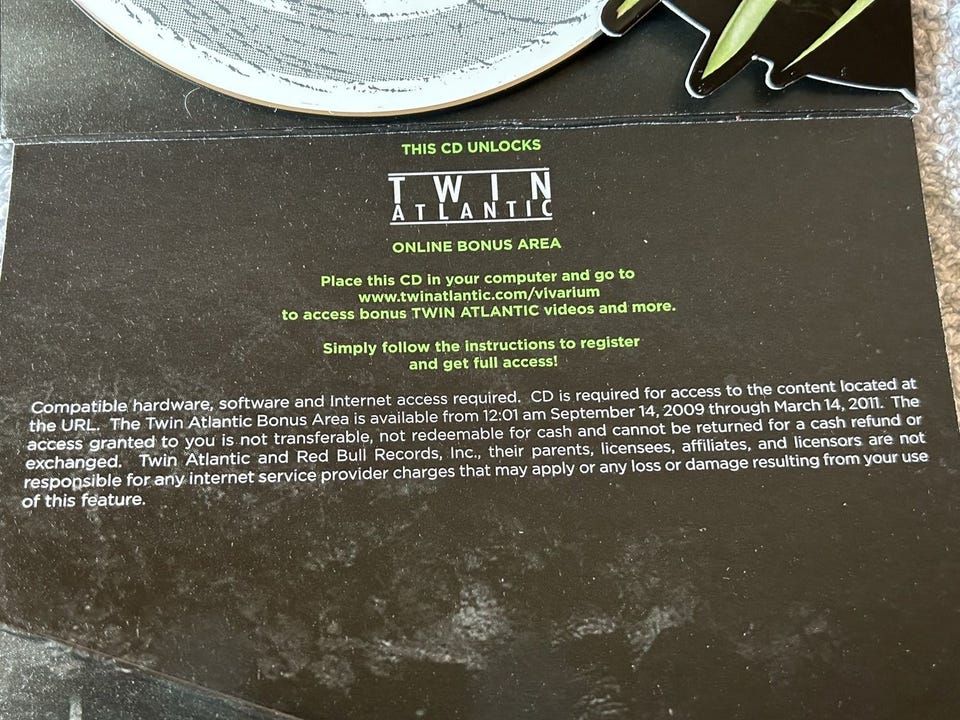 THIS CD UNLOCKS
TWIN
ATLANTIC
ONLINE BONUS AREA
Place this CD in your computer and go to
www.twinatlantic.com/vivarium
to access bonus TWIN ATLANTIC videos and more.
Simply follow the instructions to register
and get full access!
Compatible hardware, software and Internet access required. CD is required for access to the content located at
the URL. The Twin Atlantic Bonus Area is available from 12:01 am September 14, 2009 through March 14, 2011. The
access granted to you is not transferable, not redeemable for cash and cannot be returned for a cash refund or
exchanged. Twin Atlantic and Red Bull Records, Inc., their parents, licensees, affiliates, and licensors are not
responsible for any internet service provider charges that may apply or any loss or damage resulting from your use
of this feature.